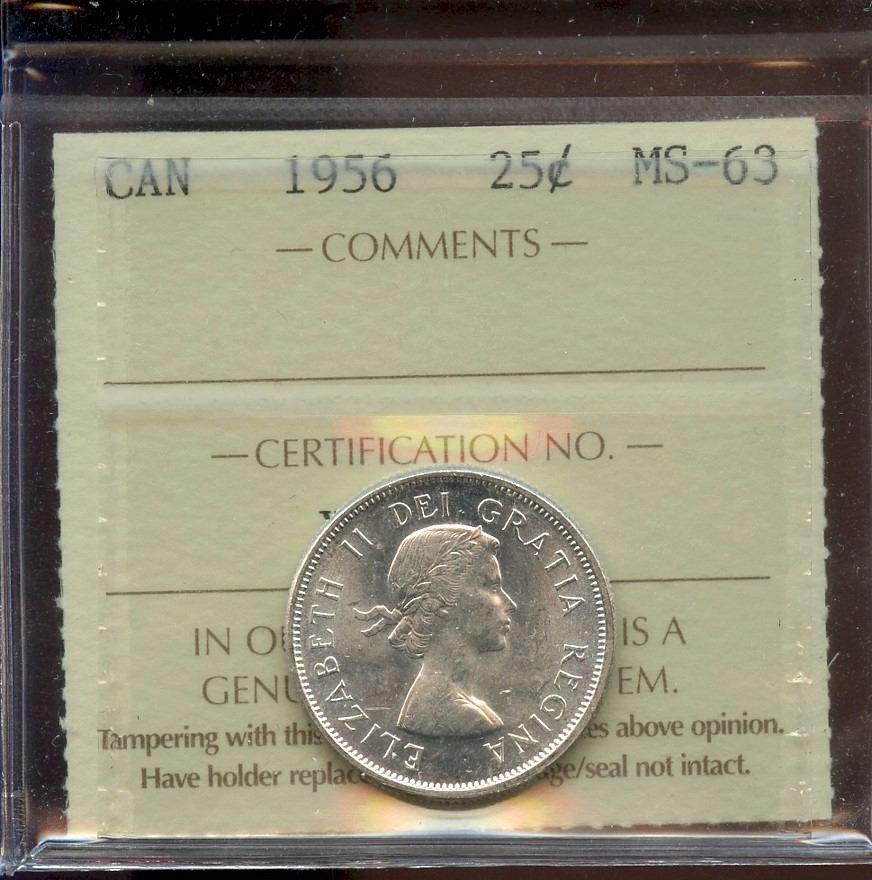 CAN 1956 25¢ MS-63
— COMMENTS —
— CERTIFICATION NO. —
ELIZABETH II DEI GRATIA REGINA
IN IS A
EM.
Tampering with this above opinion.
Have holder not intact.